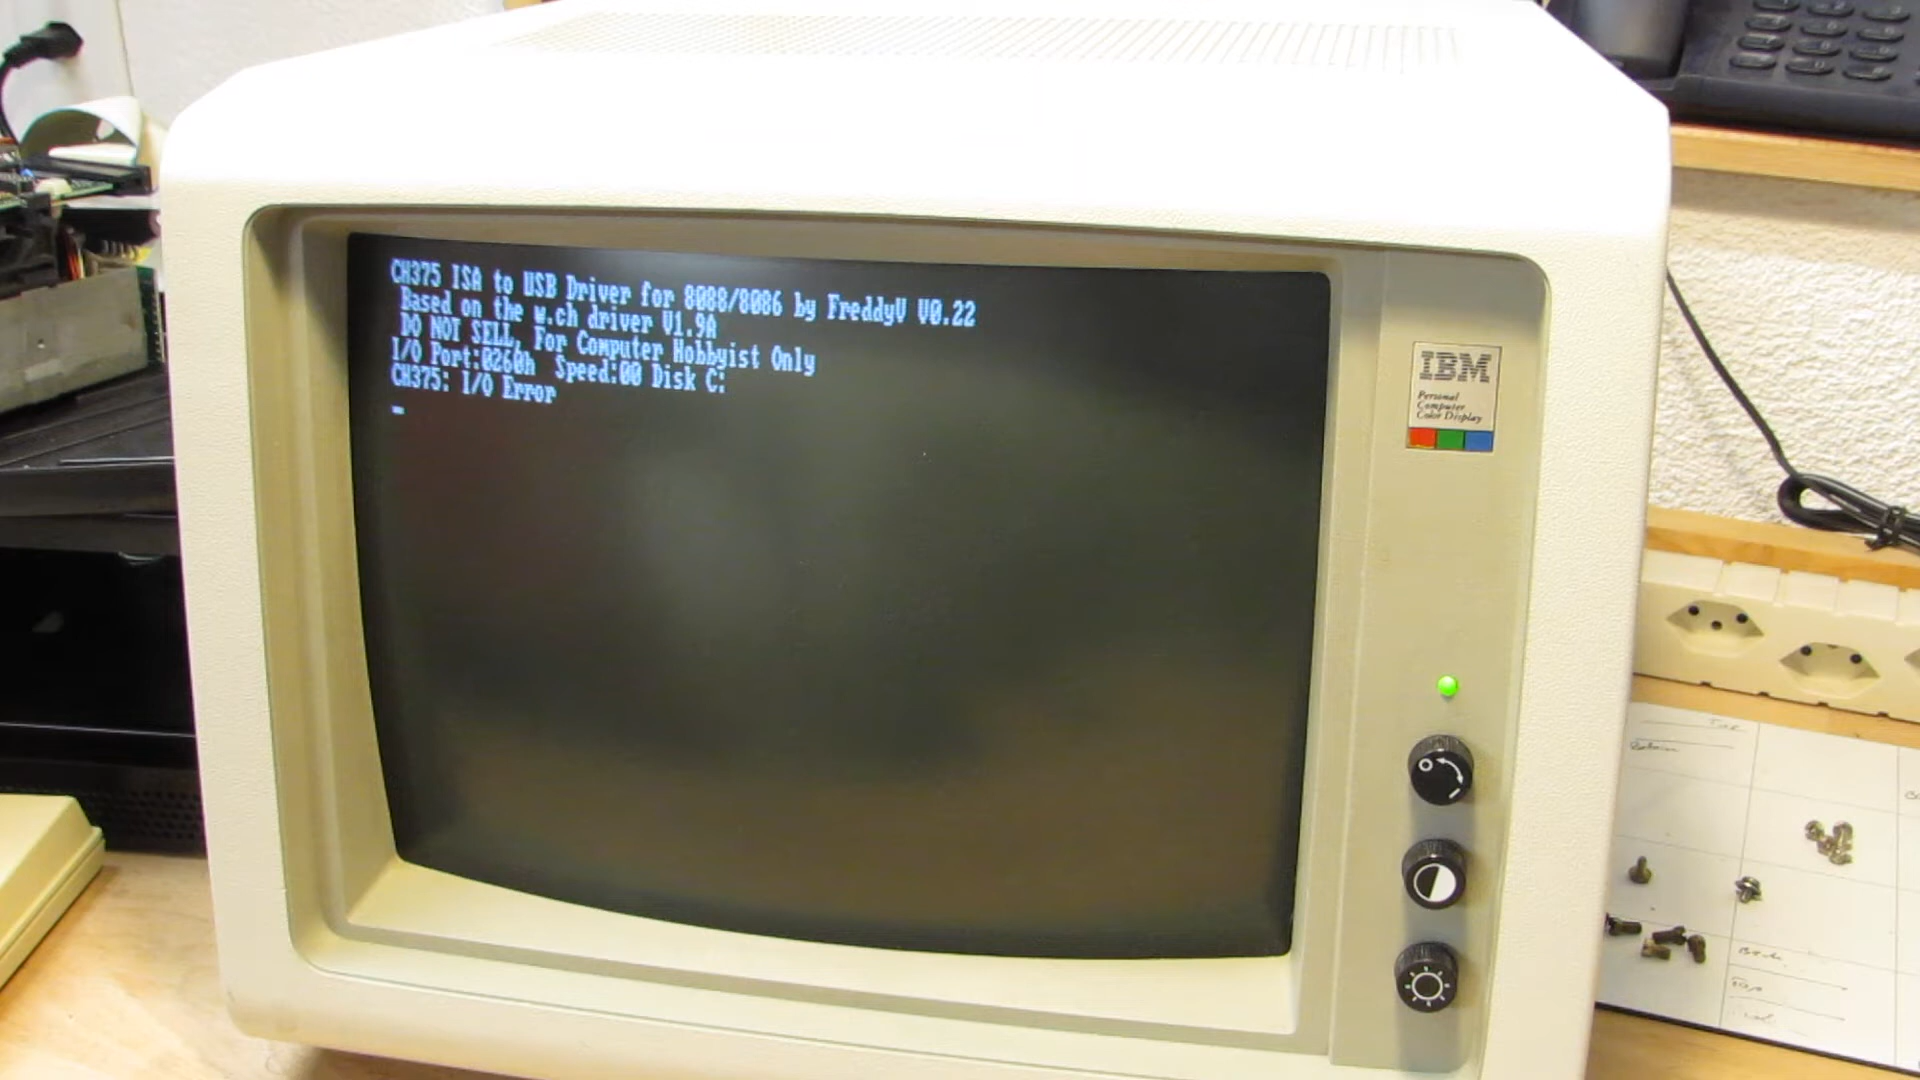 CH375 ISA to USB Driver for 8088/8086 by FreddyV V0.22
Based on the w.ch driver V1.9A
DO NOT SELL, For Computer Hobbyist Only
I/O Port:0260h Speed:00 Disk C:
CH375: I/O Error
IBM
Personal
Computer
Color Display